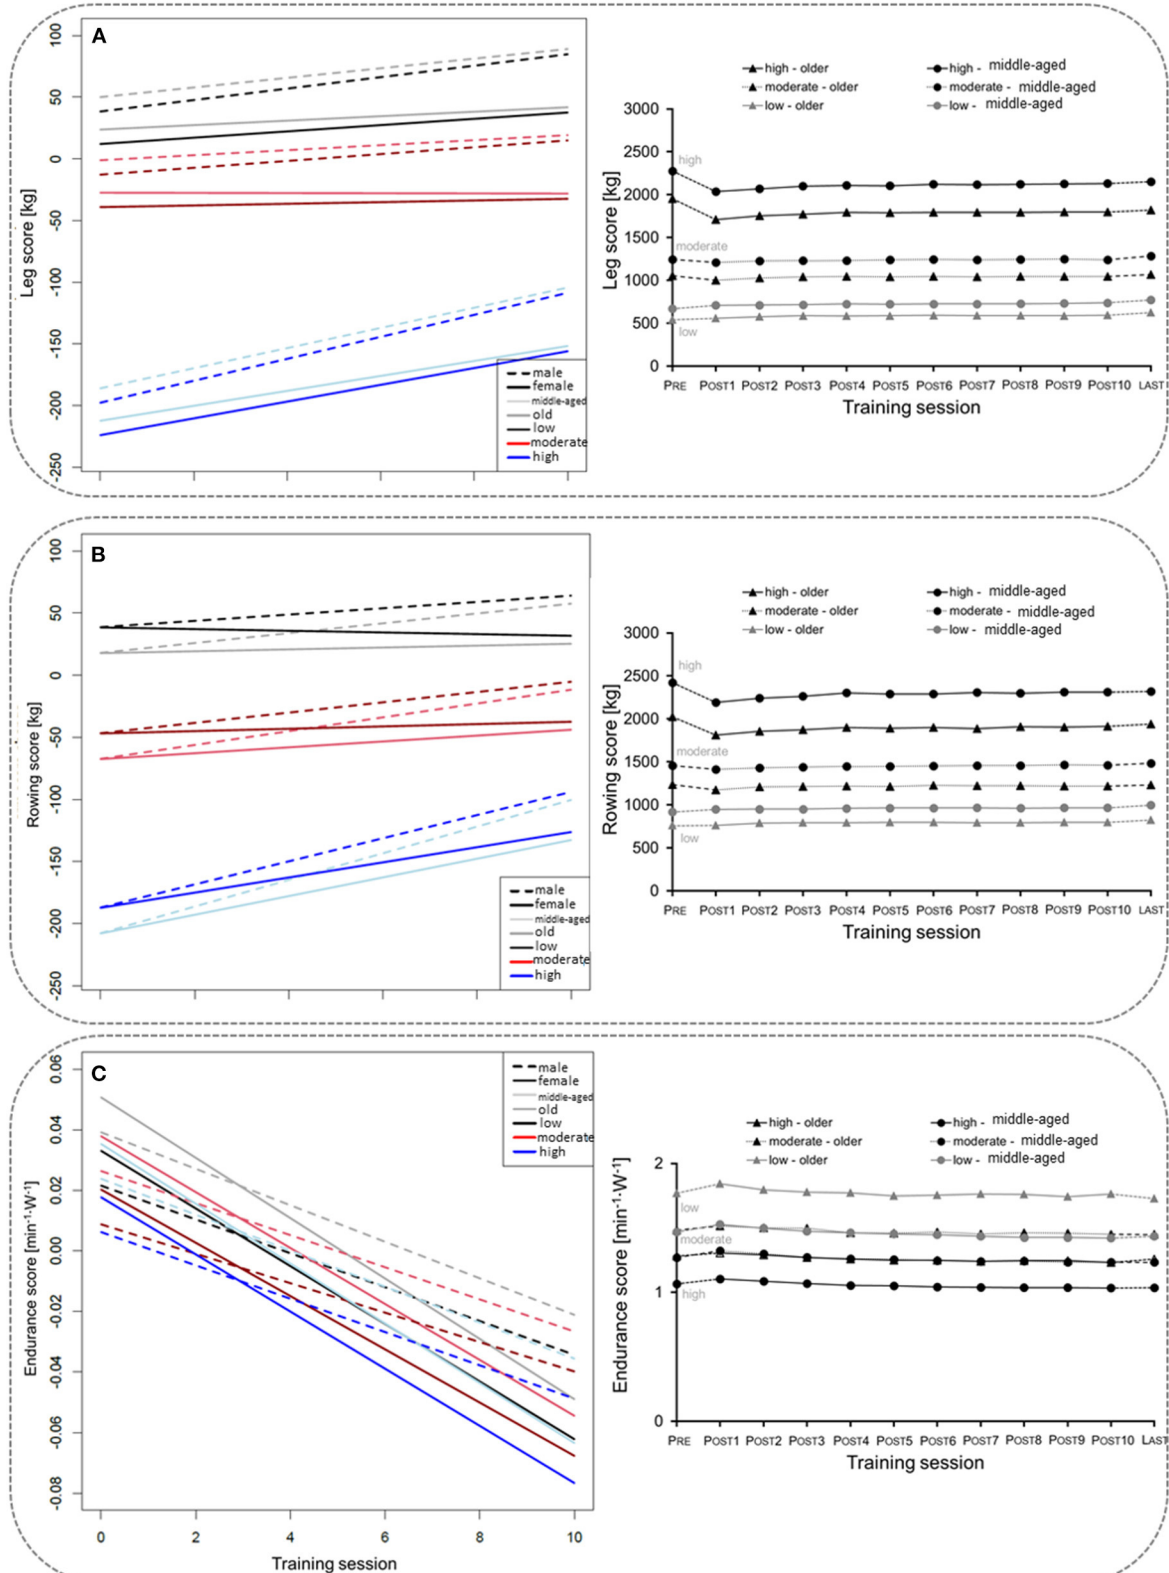 A
100
50
0
-50
-100
-150
-200
-250
Leg score [kg]
male
female
middle-aged
old
low
moderate
high
high - older
moderate - older
low - older
high - middle-aged
moderate - middle-aged
low - middle-aged
3000
2500
2000
1500
1000
500
0
Leg score [kg]
high
moderate
low
PRE POST1 POST2 POST3 POST4 POST5 POST6 POST7 POST8 POST9 POST10 LAST
Training session
B
100
50
0
-50
-100
-150
-200
-250
Rowing score [kg]
male
female
middle-aged
old
low
moderate
high
high - older
moderate - older
low - older
high - middle-aged
moderate - middle-aged
low - middle-aged
3000
2500
2000
1500
1000
500
0
Rowing score [kg]
high
moderate
low
PRE POST1 POST2 POST3 POST4 POST5 POST6 POST7 POST8 POST9 POST10 LAST
Training session
C
0.06
0.04
0.02
0.00
-0.02
-0.04
-0.06
-0.08
Endurance score [min⁻¹·W⁻¹]
male
female
middle-aged
old
low
moderate
high
0 2 4 6 8 10
Training session
high - older
moderate - older
low - older
high - middle-aged
moderate - middle-aged
low - middle-aged
2
1
0
Endurance score [min⁻¹·W⁻¹]
low
moderate
high
PRE POST1 POST2 POST3 POST4 POST5 POST6 POST7 POST8 POST9 POST10 LAST
Training session